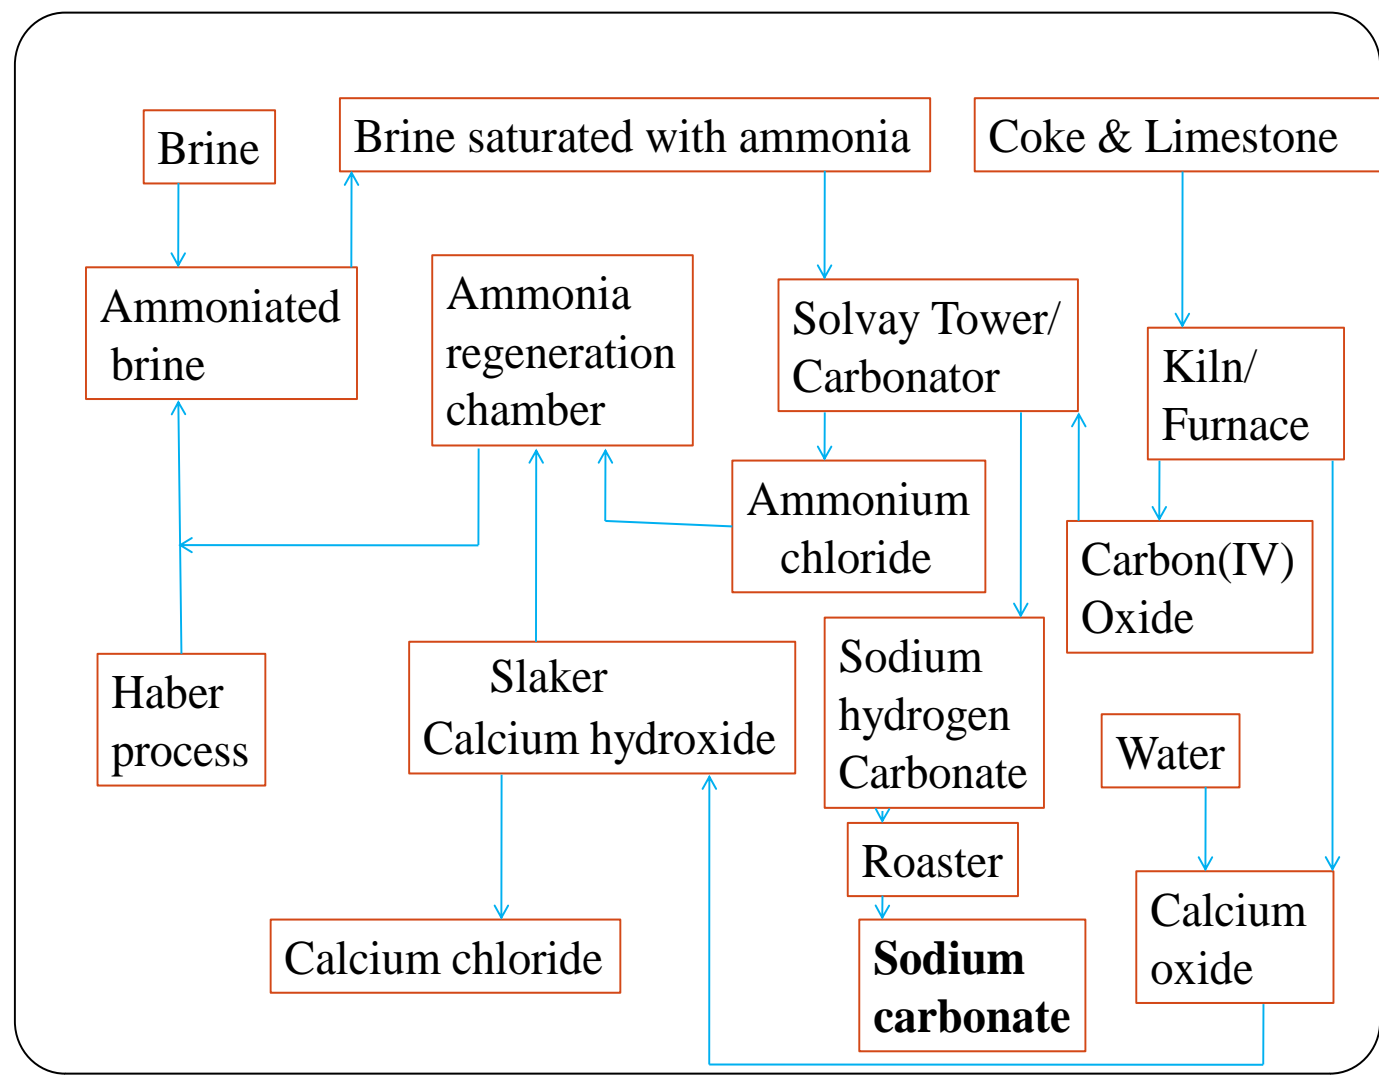 Brine
Brine saturated with ammonia
Coke & Limestone
Ammoniated
brine
Ammonia
regeneration
chamber
Solvay Tower/
Carbonator
Kiln/
Furnace
Ammonium
chloride
Carbon(IV)
Oxide
Haber
process
Slaker
Calcium hydroxide
Sodium
hydrogen
Carbonate
Water
Roaster
Calcium chloride
Sodium
carbonate
Calcium
oxide